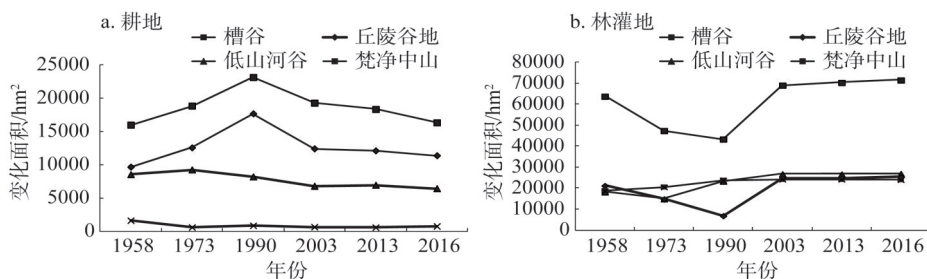 a. 耕地
槽谷 丘陵谷地
低山河谷 梵净中山
变化面积/hm²
25000
20000
15000
10000
5000
0
1958 1973 1990 2003 2013 2016
年份
b. 林灌地
槽谷 丘陵谷地
低山河谷 梵净中山
变化面积/hm²
80000
70000
60000
50000
40000
30000
20000
10000
0
1958 1973 1990 2003 2013 2016
年份